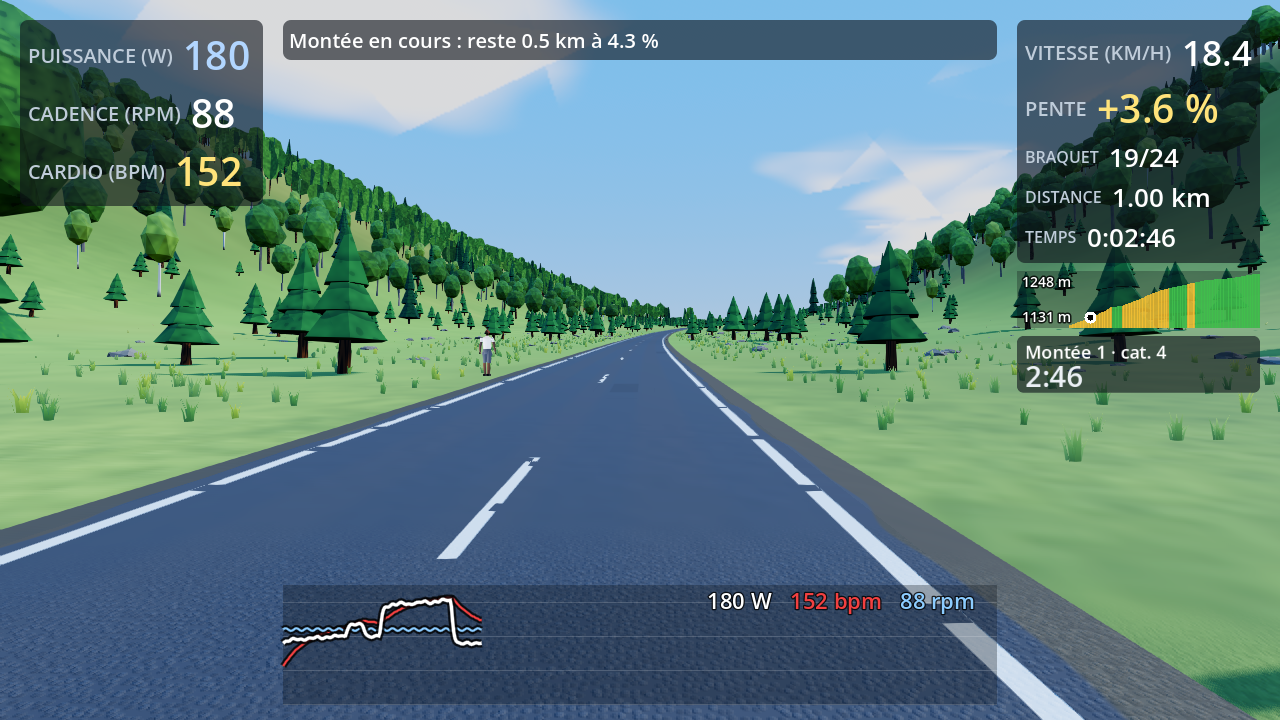 PUISSANCE (W) 180
CADENCE (RPM) 88
CARDIO (BPM) 152
Montée en cours : reste 0.5 km à 4.3 %
VITESSE (KM/H) 18.4
PENTE +3.6 %
BRAQUET 19/24
DISTANCE 1.00 km
TEMPS 0:02:46
1248 m
1131 m
Montée 1 · cat. 4
2:46
180 W 152 bpm 88 rpm